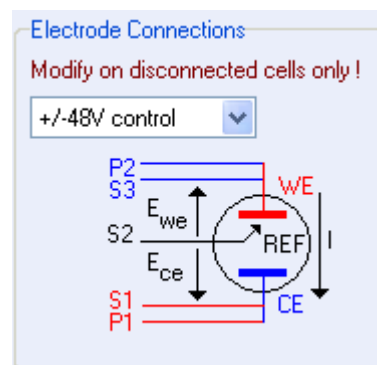 Electrode Connections
Modify on disconnected cells only !
+/-48V control
P2
S3
WE
Ewe
S2
REF
I
Ece
S1
CE
P1